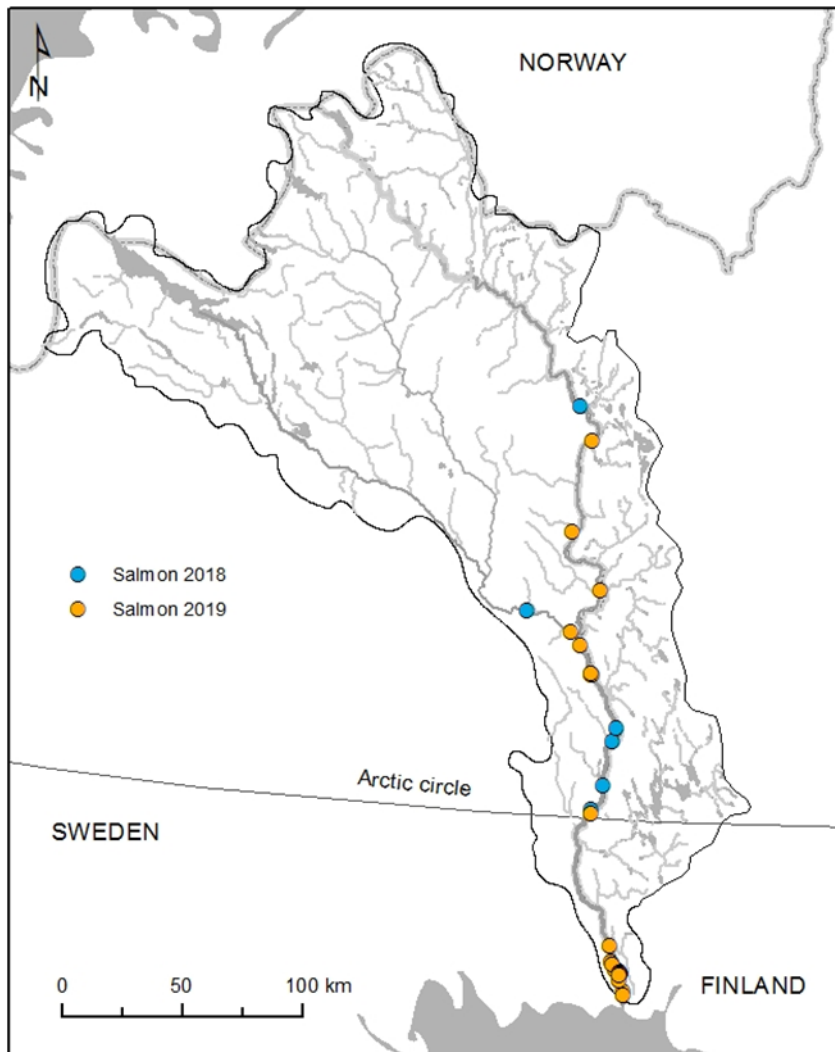 NORWAY
N
Salmon 2018
Salmon 2019
Arctic circle
SWEDEN
0 50 100 km
FINLAND